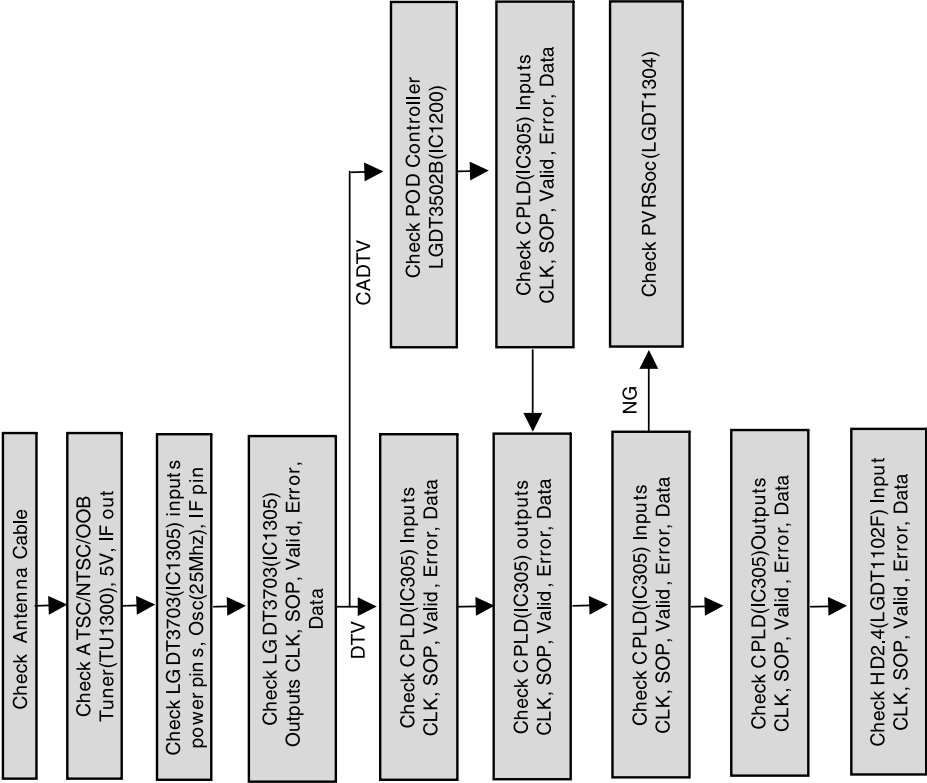 Check Antenna Cable
Check ATSC/NTSC/OOB
Tuner(TU1300), 5V, IF out
Check LGDT3703(IC1305) inputs
power pins, Osc(25Mhz), IF pin
Check LGDT3703(IC1305)
Outputs CLK, SOP, Valid, Error,
Data
DTV
CADTV
Check CPLD(IC305) Inputs
CLK, SOP, Valid, Error, Data
Check CPLD(IC305) outputs
CLK, SOP, Valid, Error, Data
Check CPLD(IC305) Inputs
CLK, SOP, Valid, Error, Data
NG
Check CPLD(IC305)Outputs
CLK, SOP, Valid, Error, Data
Check HD2.4(LGDT1102F) Input
CLK, SOP, Valid, Error, Data
Check POD Controller
LGDT3502B(IC1200)
Check CPLD(IC305) Inputs
CLK, SOP, Valid, Error, Data
Check PVRSoc(LGDT1304)